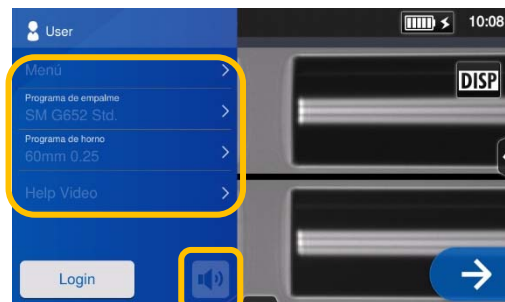 User
10:08
Menú
DISP
Programa de empalme
SM G652 Std.
Programa de horno
60mm 0.25
Help Video
Login